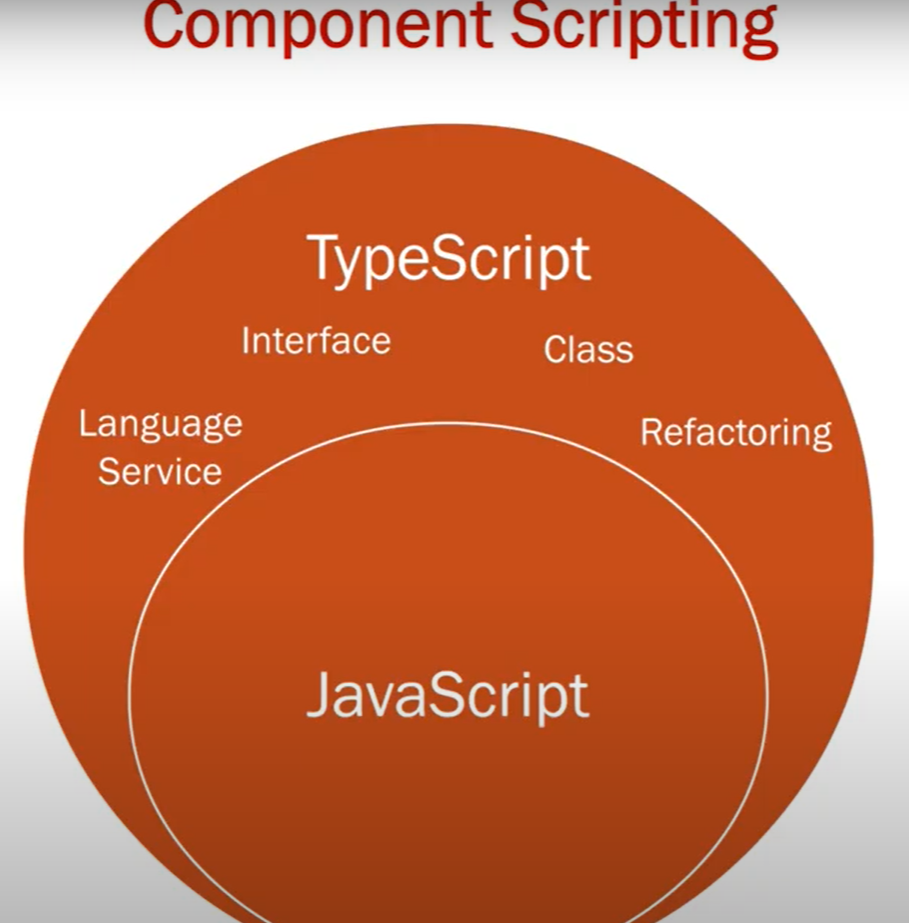 Component Scripting
TypeScript
Interface
Class
Language
Service
Refactoring
JavaScript